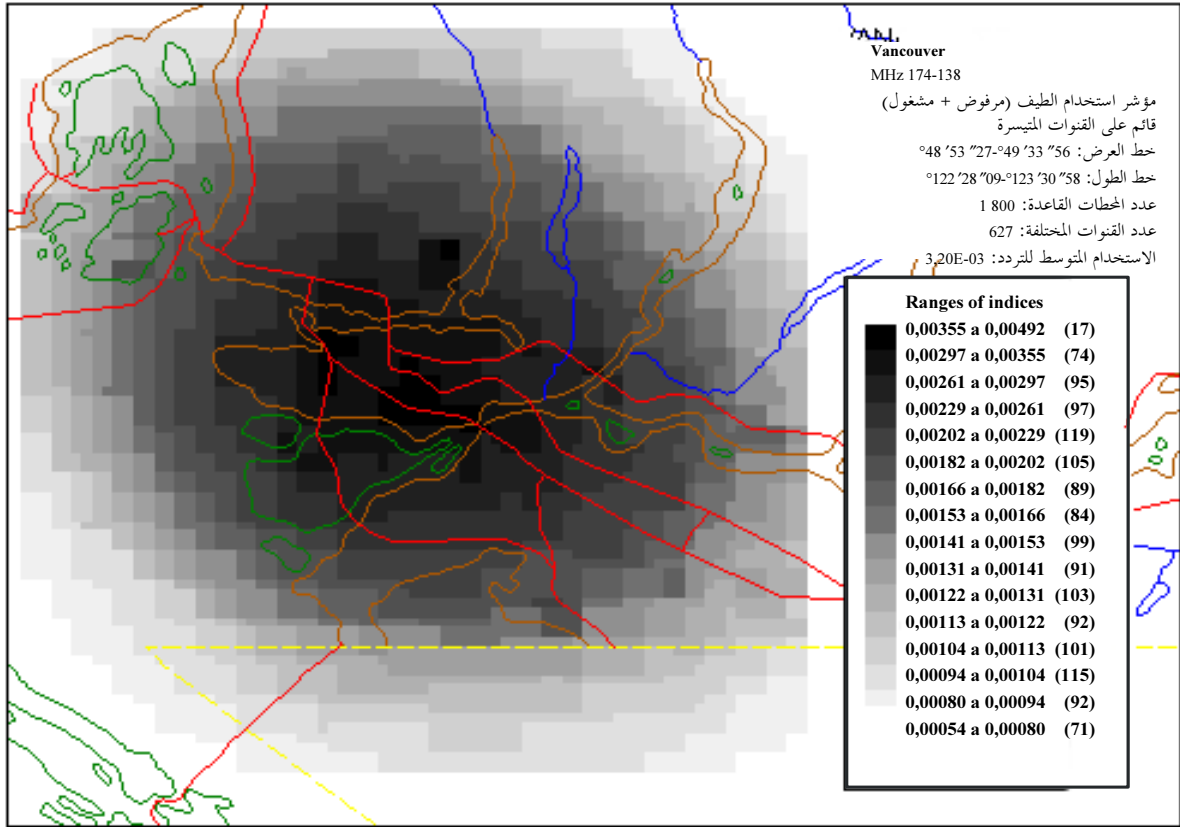 Vancouver
MHz 174-138
مؤشر استخدام الطيف (مرفوض + مشغول)
قائم على القنوات المتيسرة
خط العرض: 56″ 33′ 49°-27″ 53′ 48°
خط الطول: 58″ 30′ 123°-09″ 28′ 122°
عدد المحطات القاعدة: 800 1
عدد القنوات المختلفة: 627
الاستخدام المتوسط للتردد: 3,20E-03
Ranges of indices
0,00355 a 0,00492 (17)
0,00297 a 0,00355 (74)
0,00261 a 0,00297 (95)
0,00229 a 0,00261 (97)
0,00202 a 0,00229 (119)
0,00182 a 0,00202 (105)
0,00166 a 0,00182 (89)
0,00153 a 0,00166 (84)
0,00141 a 0,00153 (99)
0,00131 a 0,00141 (91)
0,00122 a 0,00131 (103)
0,00113 a 0,00122 (92)
0,00104 a 0,00113 (101)
0,00094 a 0,00104 (115)
0,00080 a 0,00094 (92)
0,00054 a 0,00080 (71)